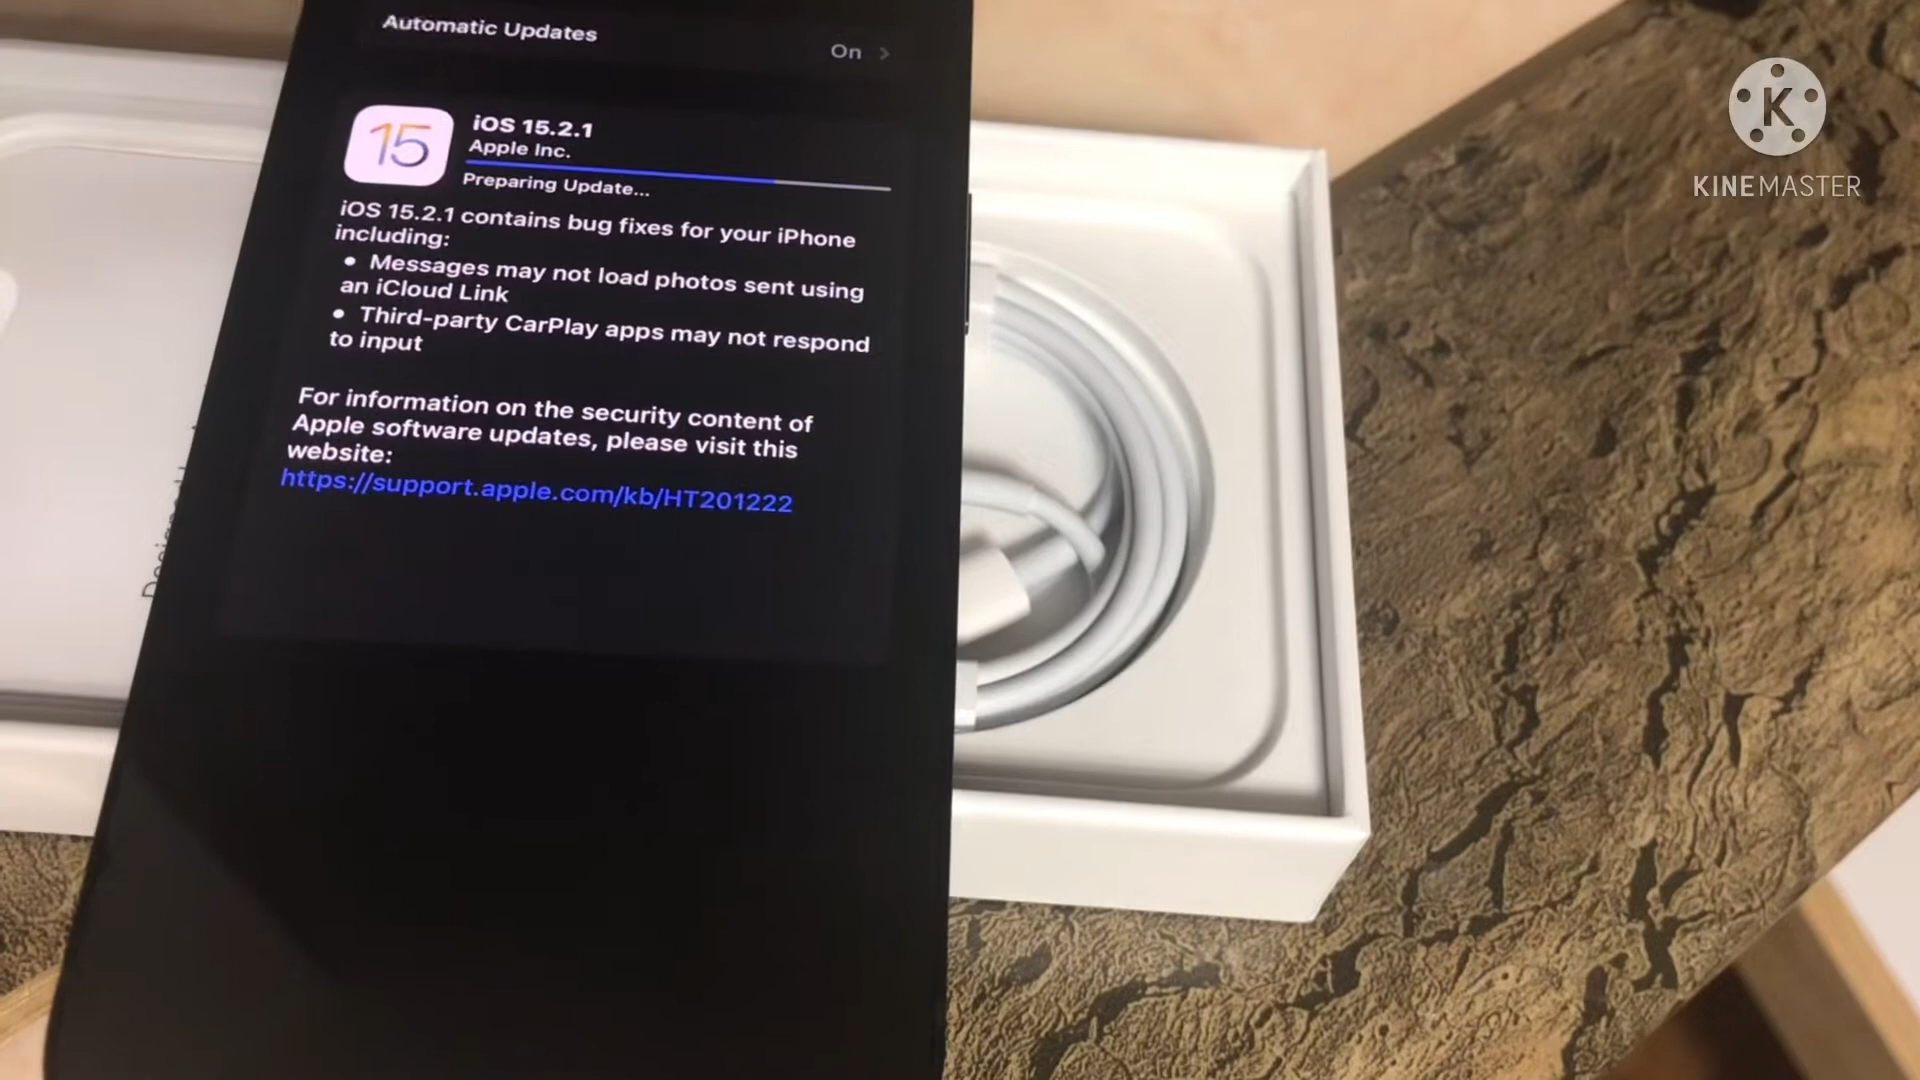 Automatic Updates
On
15
iOS 15.2.1
Apple Inc.
Preparing Update...
iOS 15.2.1 contains bug fixes for your iPhone
including:
• Messages may not load photos sent using
an iCloud Link
• Third-party CarPlay apps may not respond
to input
For information on the security content of
Apple software updates, please visit this
website:
https://support.apple.com/kb/HT201222
K
KINEMASTER